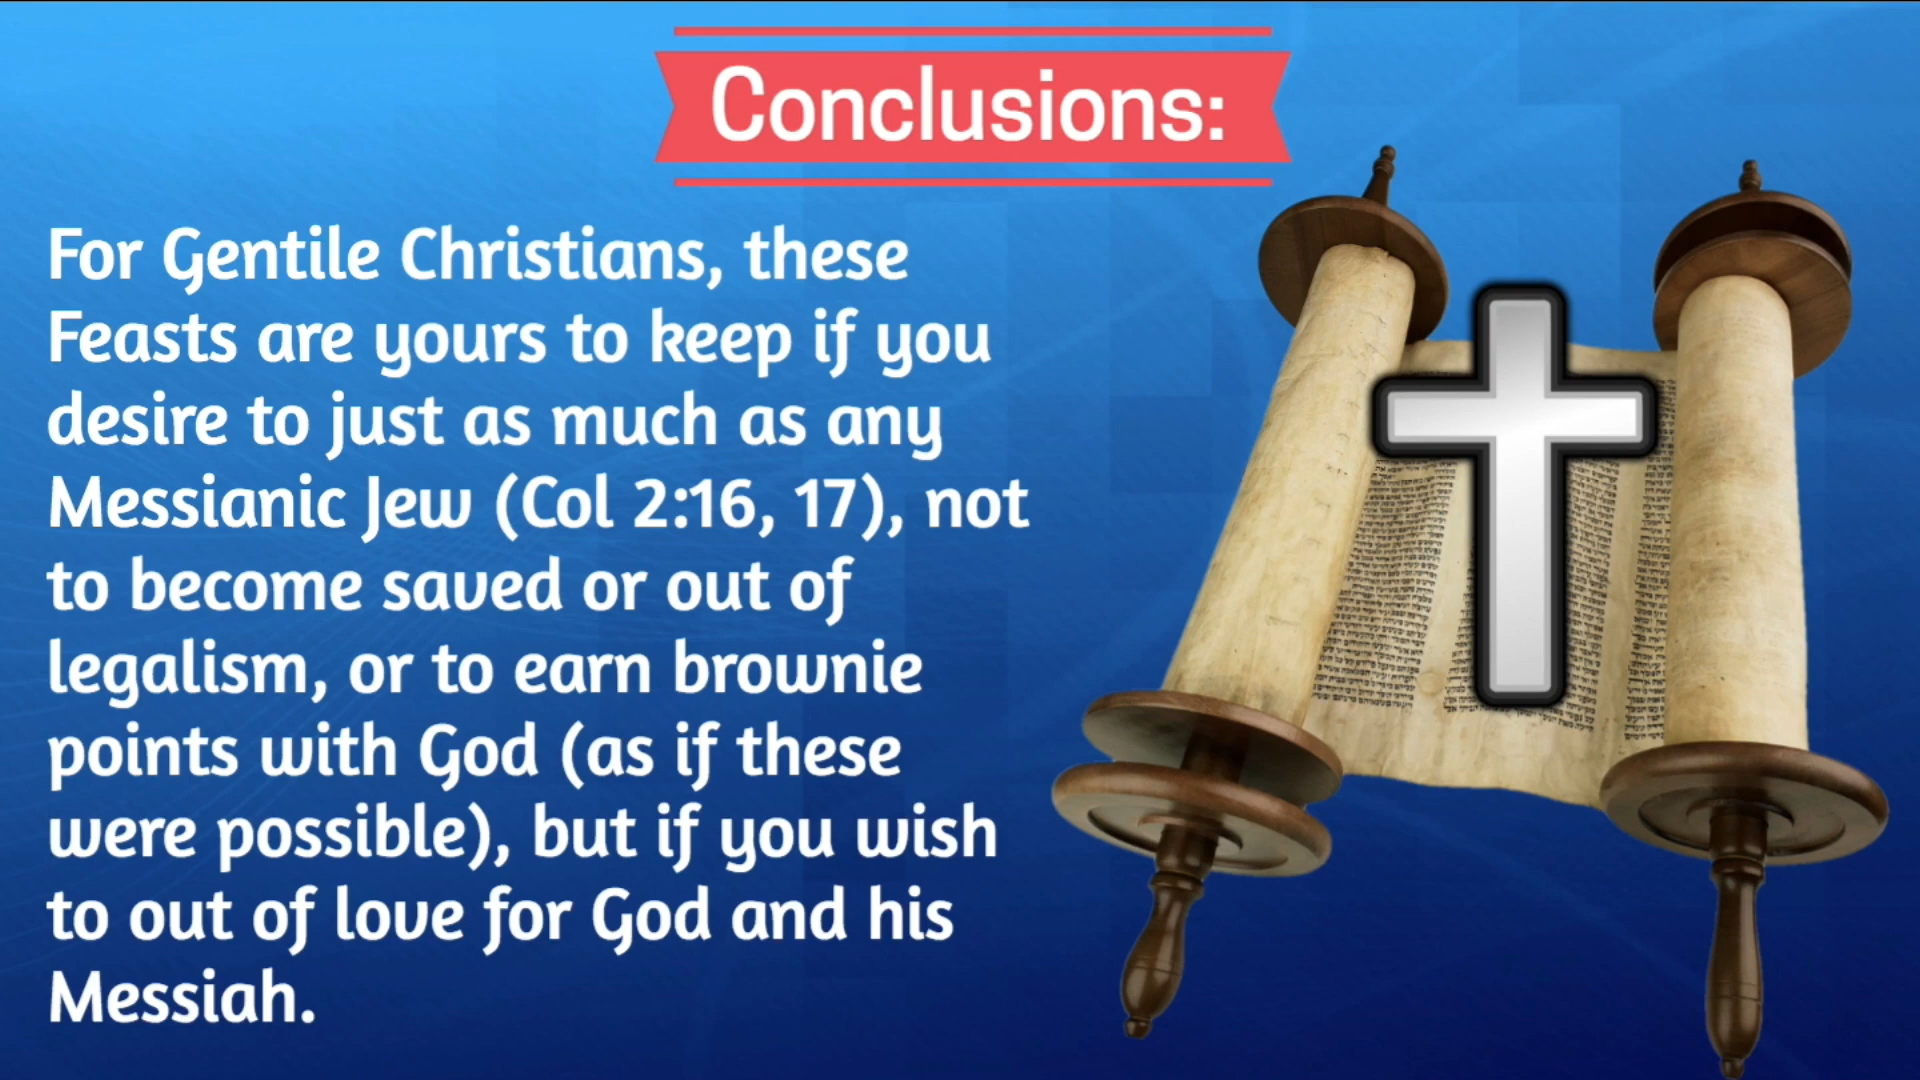 Conclusions:
For Gentile Christians, these
Feasts are yours to keep if you
desire to just as much as any
Messianic Jew (Col 2:16, 17), not
to become saved or out of
legalism, or to earn brownie
points with God (as if these
were possible), but if you wish
to out of love for God and his
Messiah.